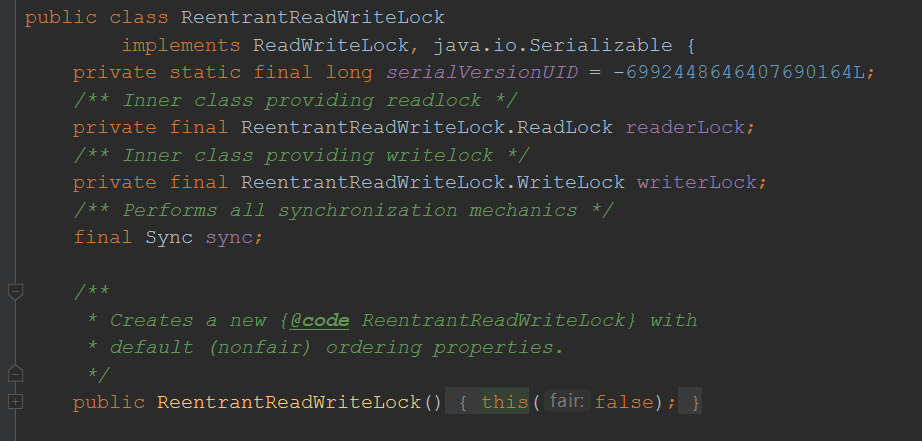 public class ReentrantReadWriteLock
implements ReadWriteLock, java.io.Serializable {
private static final long serialVersionUID = -6992448646407690164L;
/** Inner class providing readlock */
private final ReentrantReadWriteLock.ReadLock readerLock;
/** Inner class providing writelock */
private final ReentrantReadWriteLock.WriteLock writerLock;
/** Performs all synchronization mechanics */
final Sync sync;
/**
* Creates a new {@code ReentrantReadWriteLock} with
* default (nonfair) ordering properties.
*/
public ReentrantReadWriteLock() { this( fair: false); }